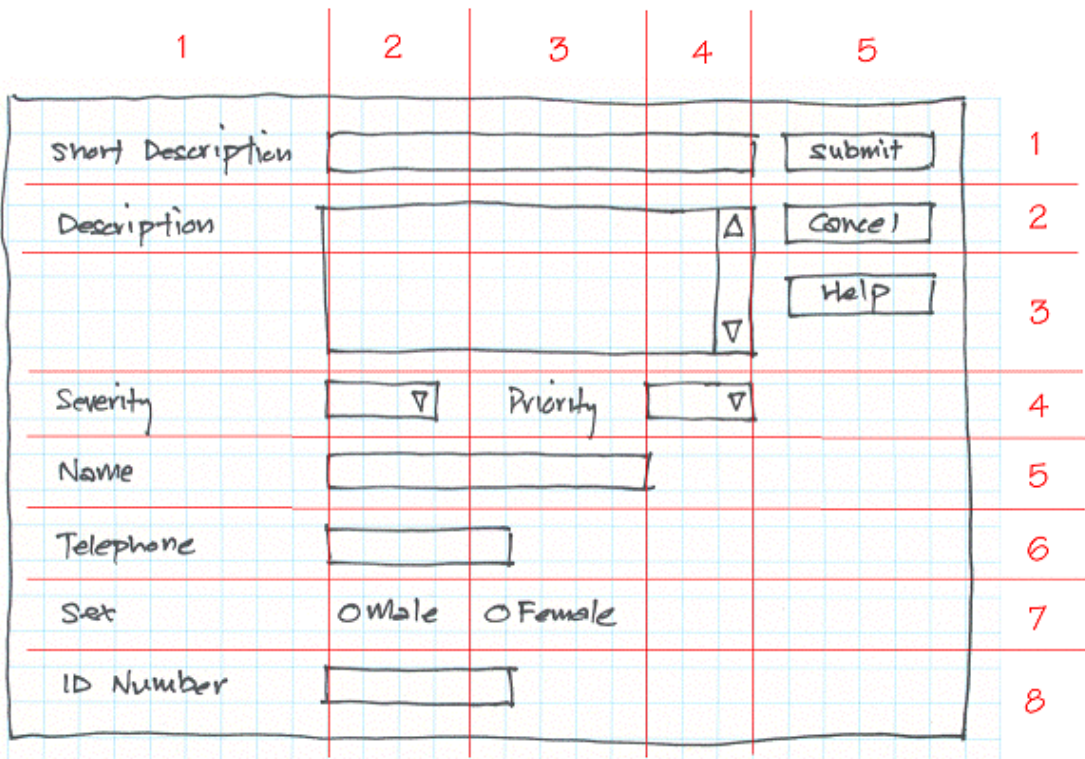 1 2 3 4 5
Short Description submit 1
Description Cancel 2
Help 3
Severity Priority 4
Name 5
Telephone 6
Sex Male Female 7
ID Number 8